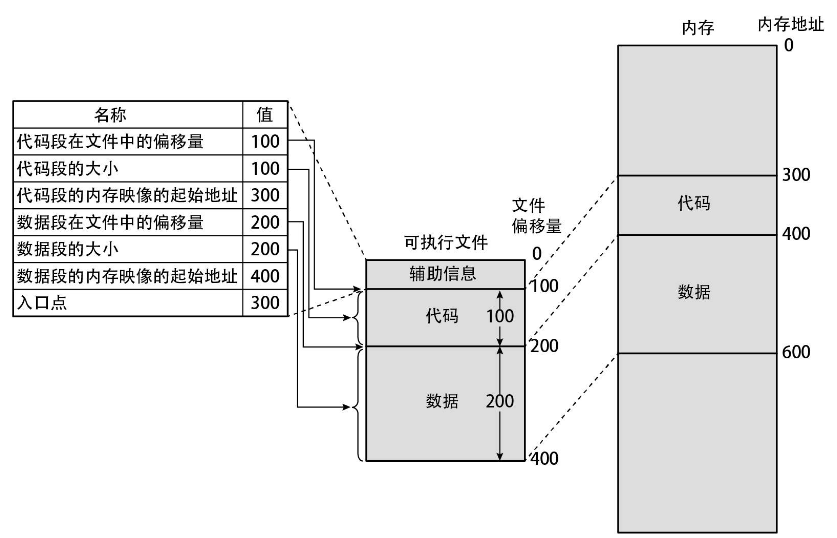 名称 值
代码段在文件中的偏移量 100
代码段的大小 100
代码段的内存映像的起始地址 300
数据段在文件中的偏移量 200
数据段的大小 200
数据段的内存映像的起始地址 400
入口点 300
可执行文件
文件
偏移量
0
辅助信息
100
代码 100
200
数据 200
400
内存 内存地址
0
300
代码
400
数据
600